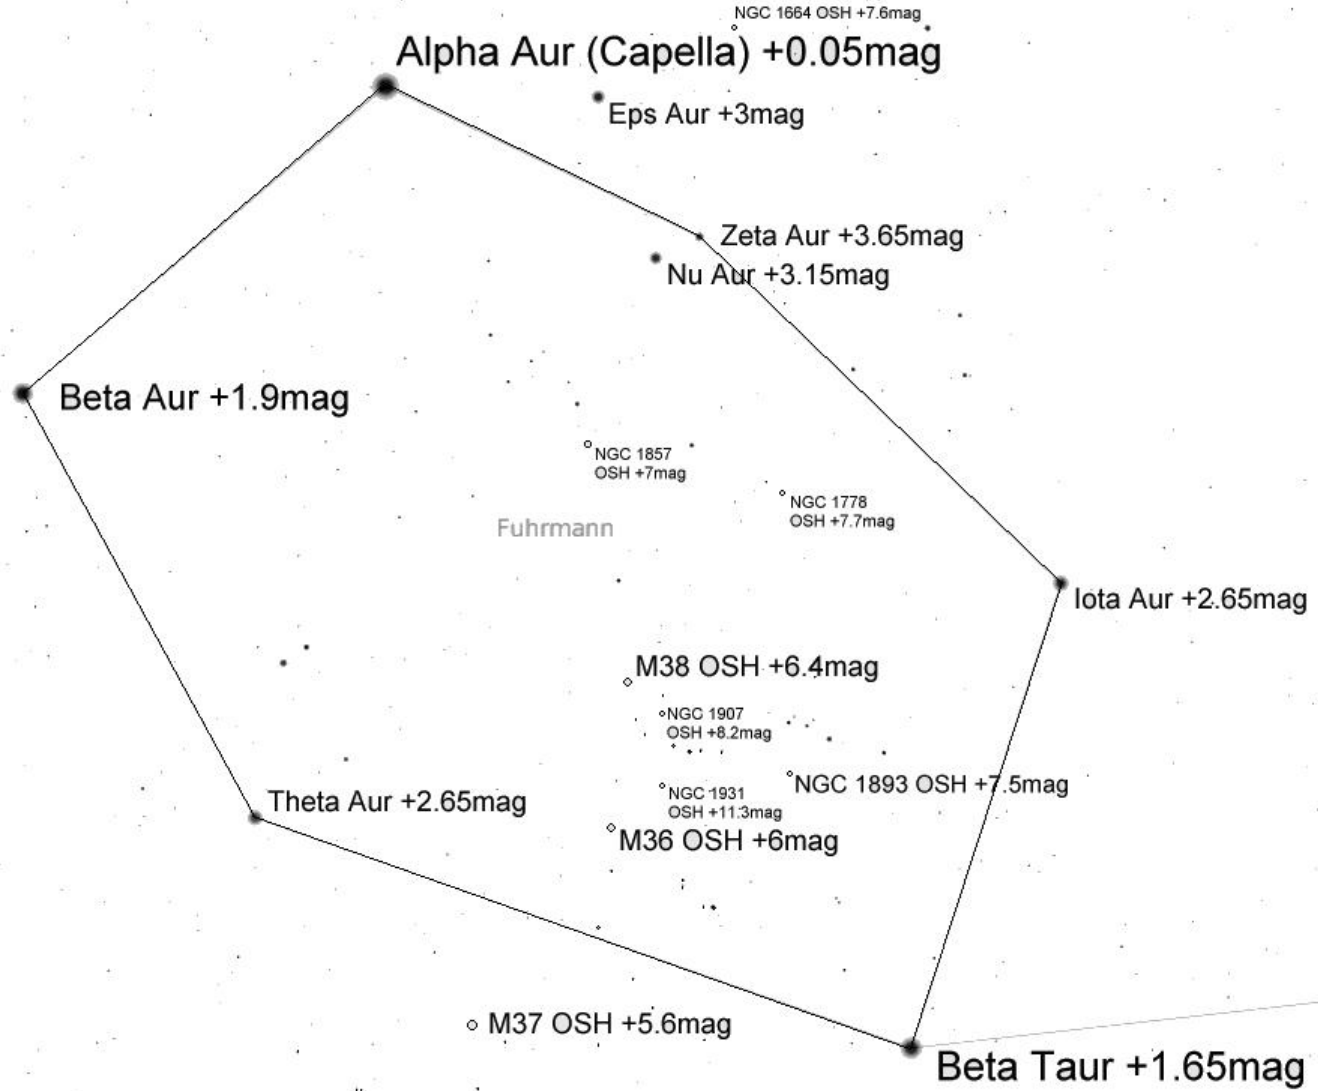 NGC 1664 OSH +7.6mag
Alpha Aur (Capella) +0.05mag
Eps Aur +3mag
Zeta Aur +3.65mag
Nu Aur +3.15mag
Beta Aur +1.9mag
NGC 1857
OSH +7mag
NGC 1778
OSH +7.7mag
Fuhrmann
Iota Aur +2.65mag
M38 OSH +6.4mag
NGC 1907
OSH +8.2mag
NGC 1893 OSH +7.5mag
NGC 1931
OSH +11.3mag
Theta Aur +2.65mag
M36 OSH +6mag
M37 OSH +5.6mag
Beta Taur +1.65mag